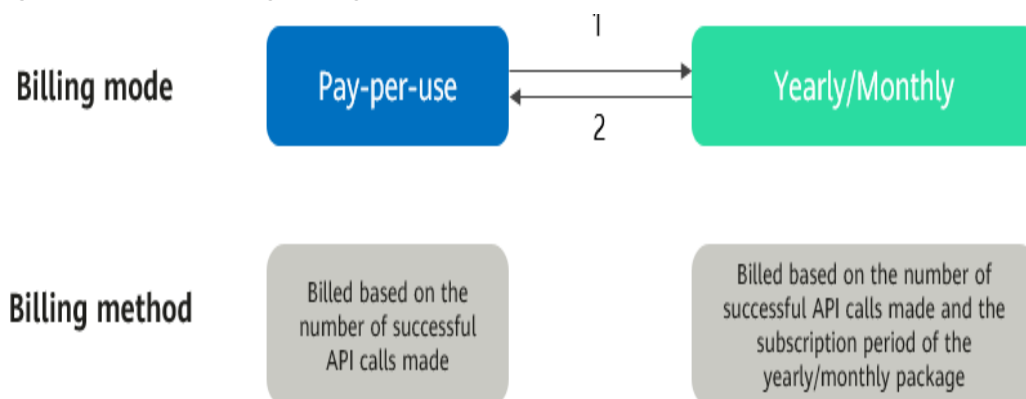 1
Billing mode
Pay-per-use
Yearly/Monthly
2
Billing method
Billed based on the
number of successful
API calls made
Billed based on the number of
successful API calls made and the
subscription period of the
yearly/monthly package